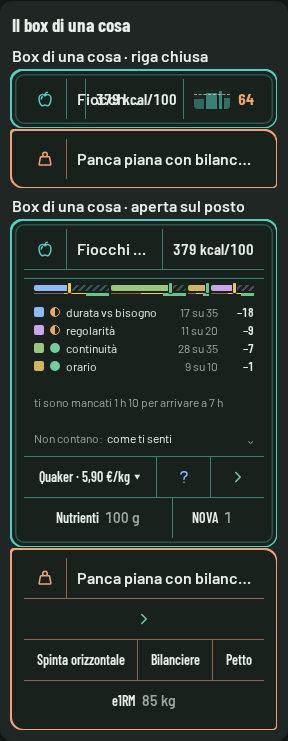 Il box di una cosa
Box di una cosa · riga chiusa
379 kcal/100 64
Panca piana con bilanc...
Box di una cosa · aperta sul posto
Fiocchi ... 379 kcal/100
durata vs bisogno 17 su 35 –18
regolarità 11 su 20 –9
continuità 28 su 35 –7
orario 9 su 10 –1
ti sono mancati 1 h 10 per arrivare a 7 h
Non contano: come ti senti
Quaker · 5,90 €/kg ▾ ?
Nutrienti 100 g NOVA 1
Panca piana con bilanc...
Spinta orizzontale Bilanciere Petto
e1RM 85 kg